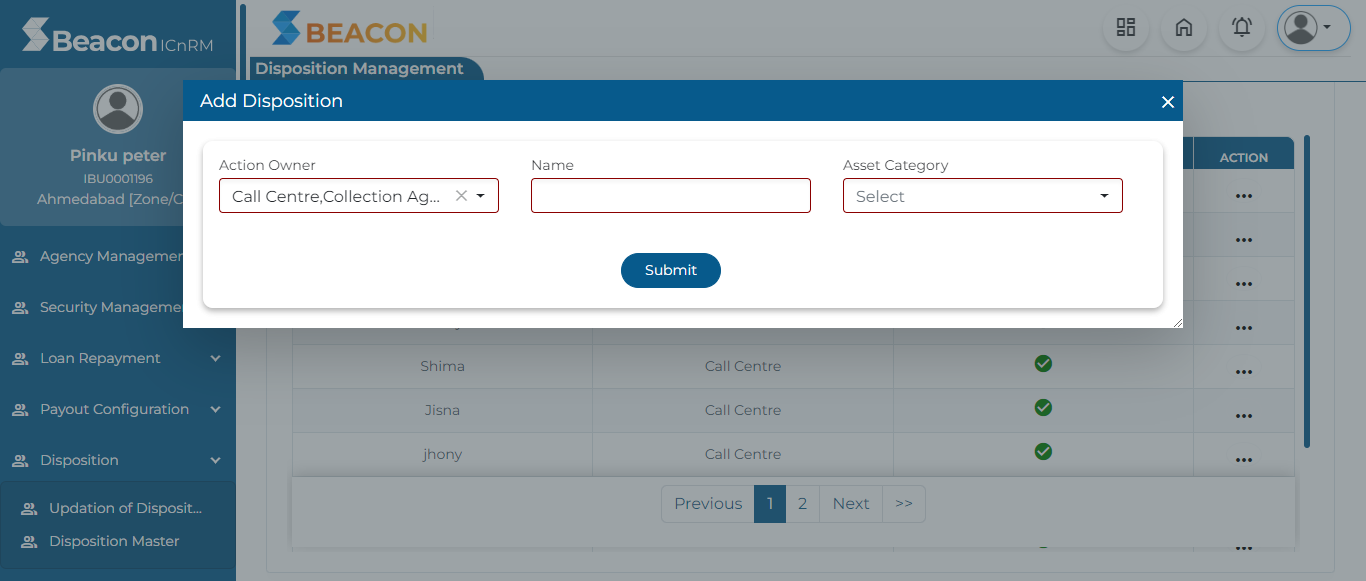 Beacon ICnRM
BEACON
Disposition Management
Pinku peter
IBU0001196
Ahmedabad [Zone/C
Agency Managemen
Security Manageme
Loan Repayment
Payout Configuration
Disposition
Updation of Disposit...
Disposition Master
Add Disposition
Action Owner
Name
Asset Category
Call Centre,Collection Ag...
Select
Submit
ACTION
Shima Call Centre
Jisna Call Centre
jhony Call Centre
Previous 1 2 Next >>